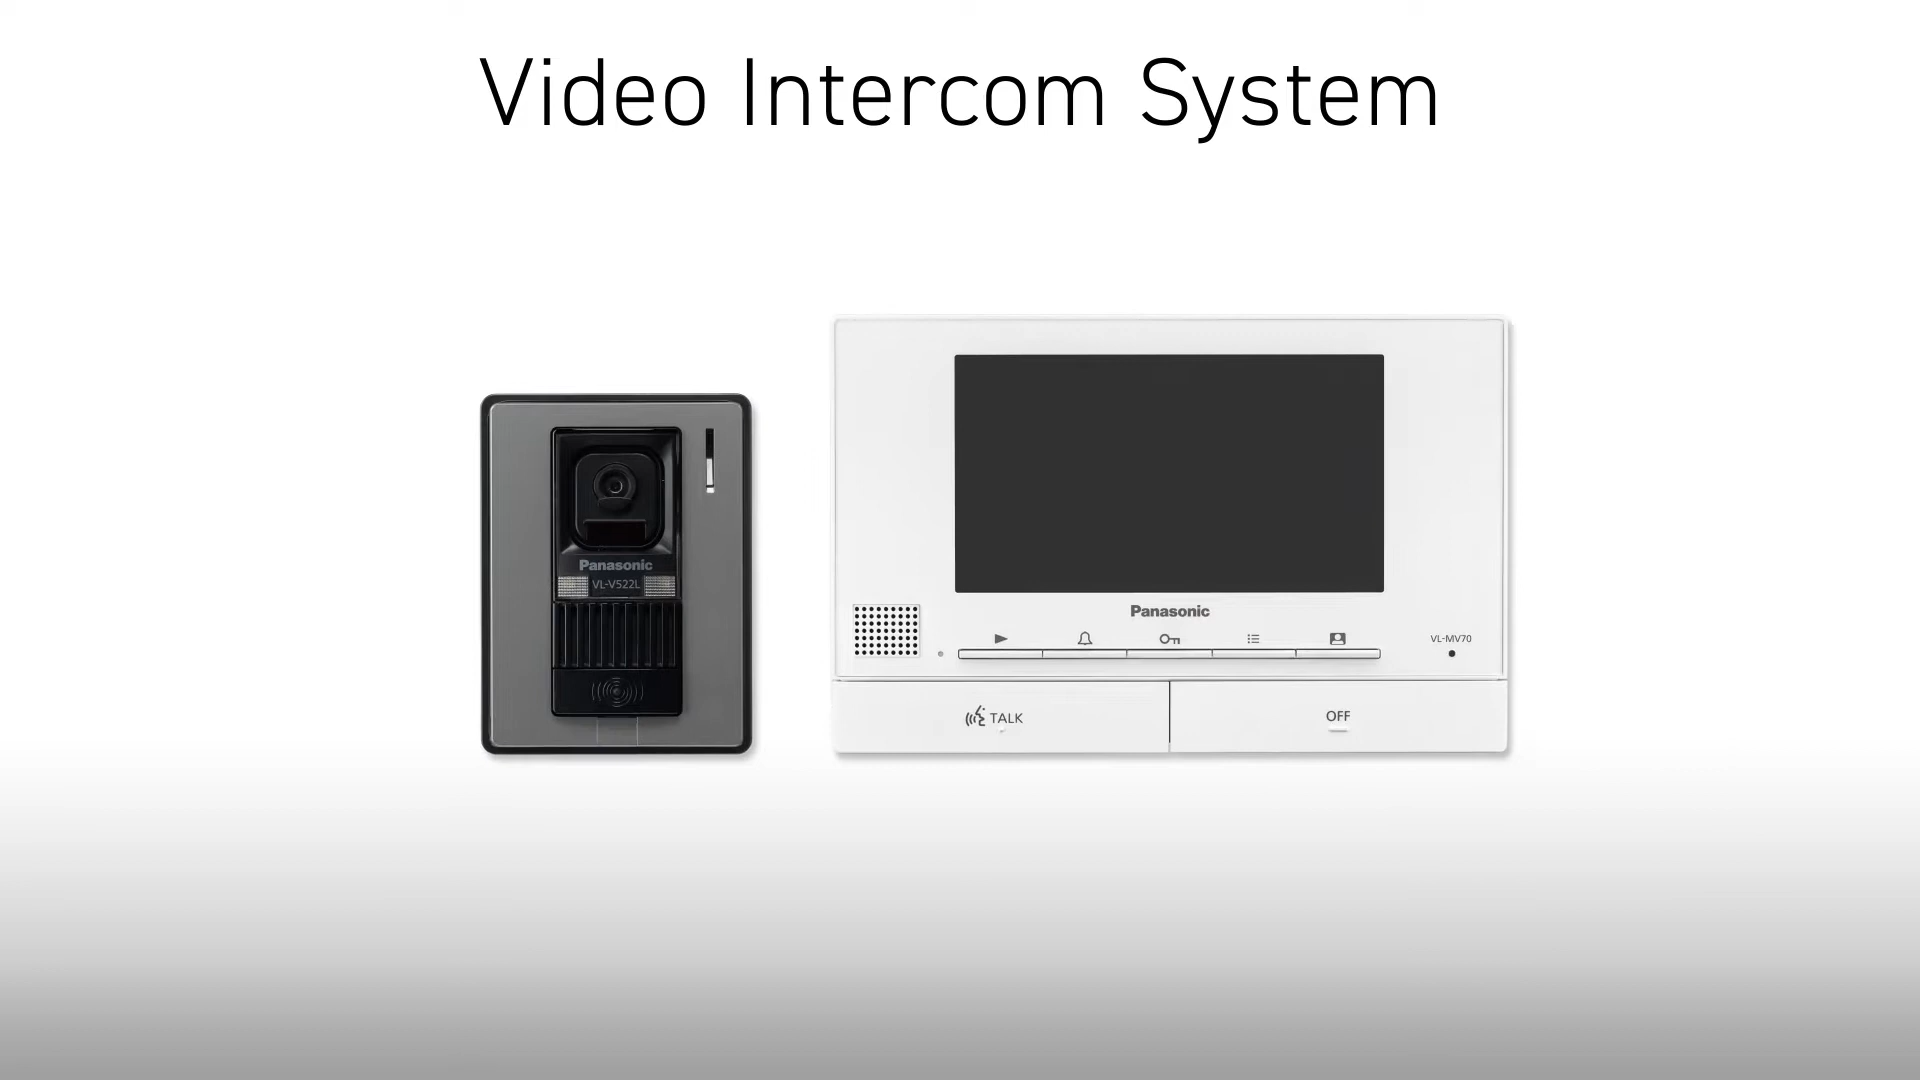 Video Intercom System
Panasonic
VL-V522L
Panasonic
VL-MV70
TALK
OFF